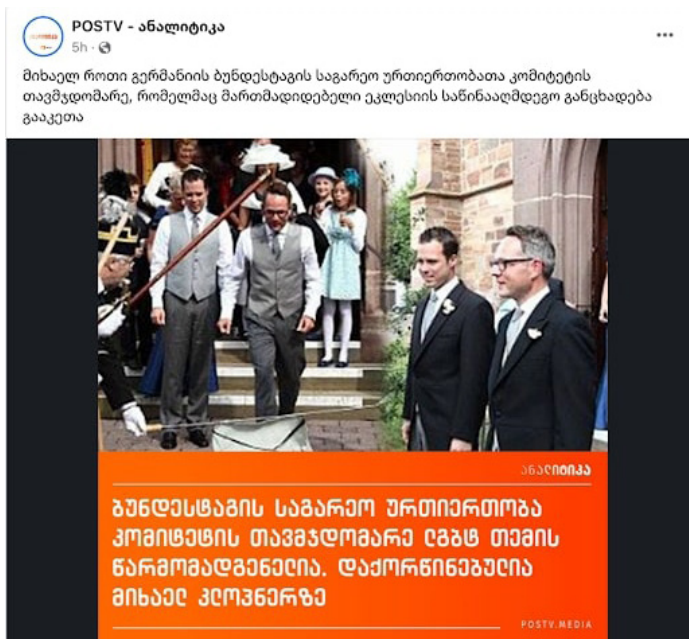 POSTV - ანალიტიკა
5h
მიხაელ როთი გერმანიის ბუნდესტაგის საგარეო ურთიერთობათა კომიტეტის
თავმჯდომარე, რომელმაც მართმადიდებელი ეკლესიის საწინააღმდეგო განცხადება
გააკეთა
ანალიტიკა
ბუნდესტაგის საგარეო ურთიერთობა
კომიტეტის თავმჯდომარე ლგბტ თემის
წარმომადგენელია. დაქორწინებულია
მიხაელ კლოპნერზე
POSTV.MEDIA